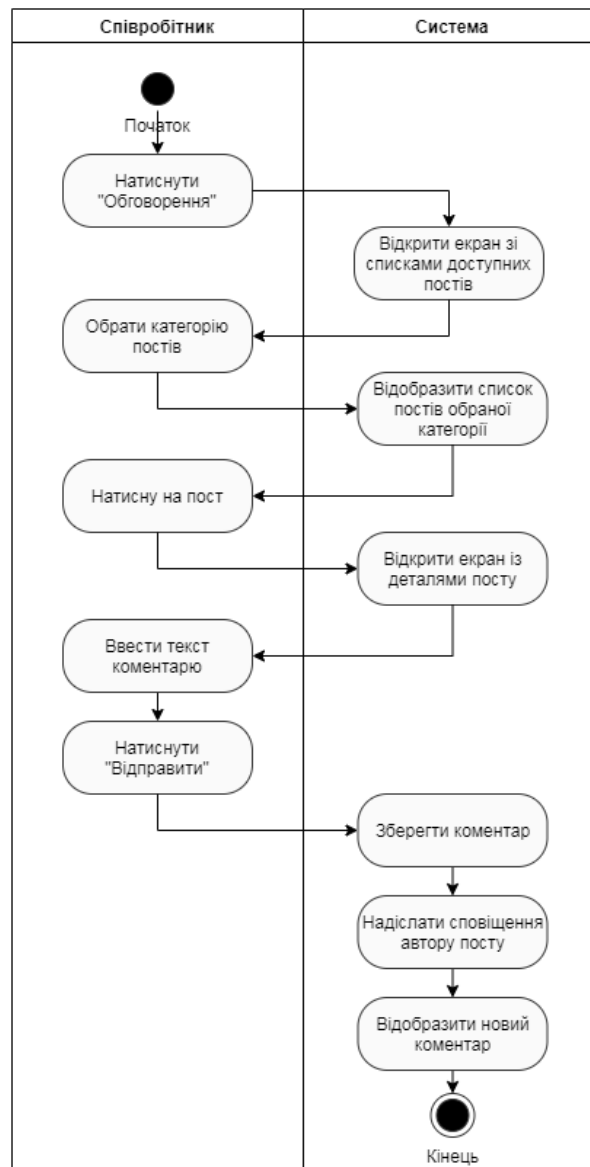 Співробітник
Система
Початок
Натиснути
"Обговорення"
Відкрити екран зі
списками доступних
постів
Обрати категорію
постів
Відобразити список
постів обраної
категорії
Натисну на пост
Відкрити екран із
деталями посту
Ввести текст
коментарю
Натиснути
"Відправити"
Зберегти коментар
Надіслати сповіщення
автору посту
Відобразити новий
коментар
Кінець